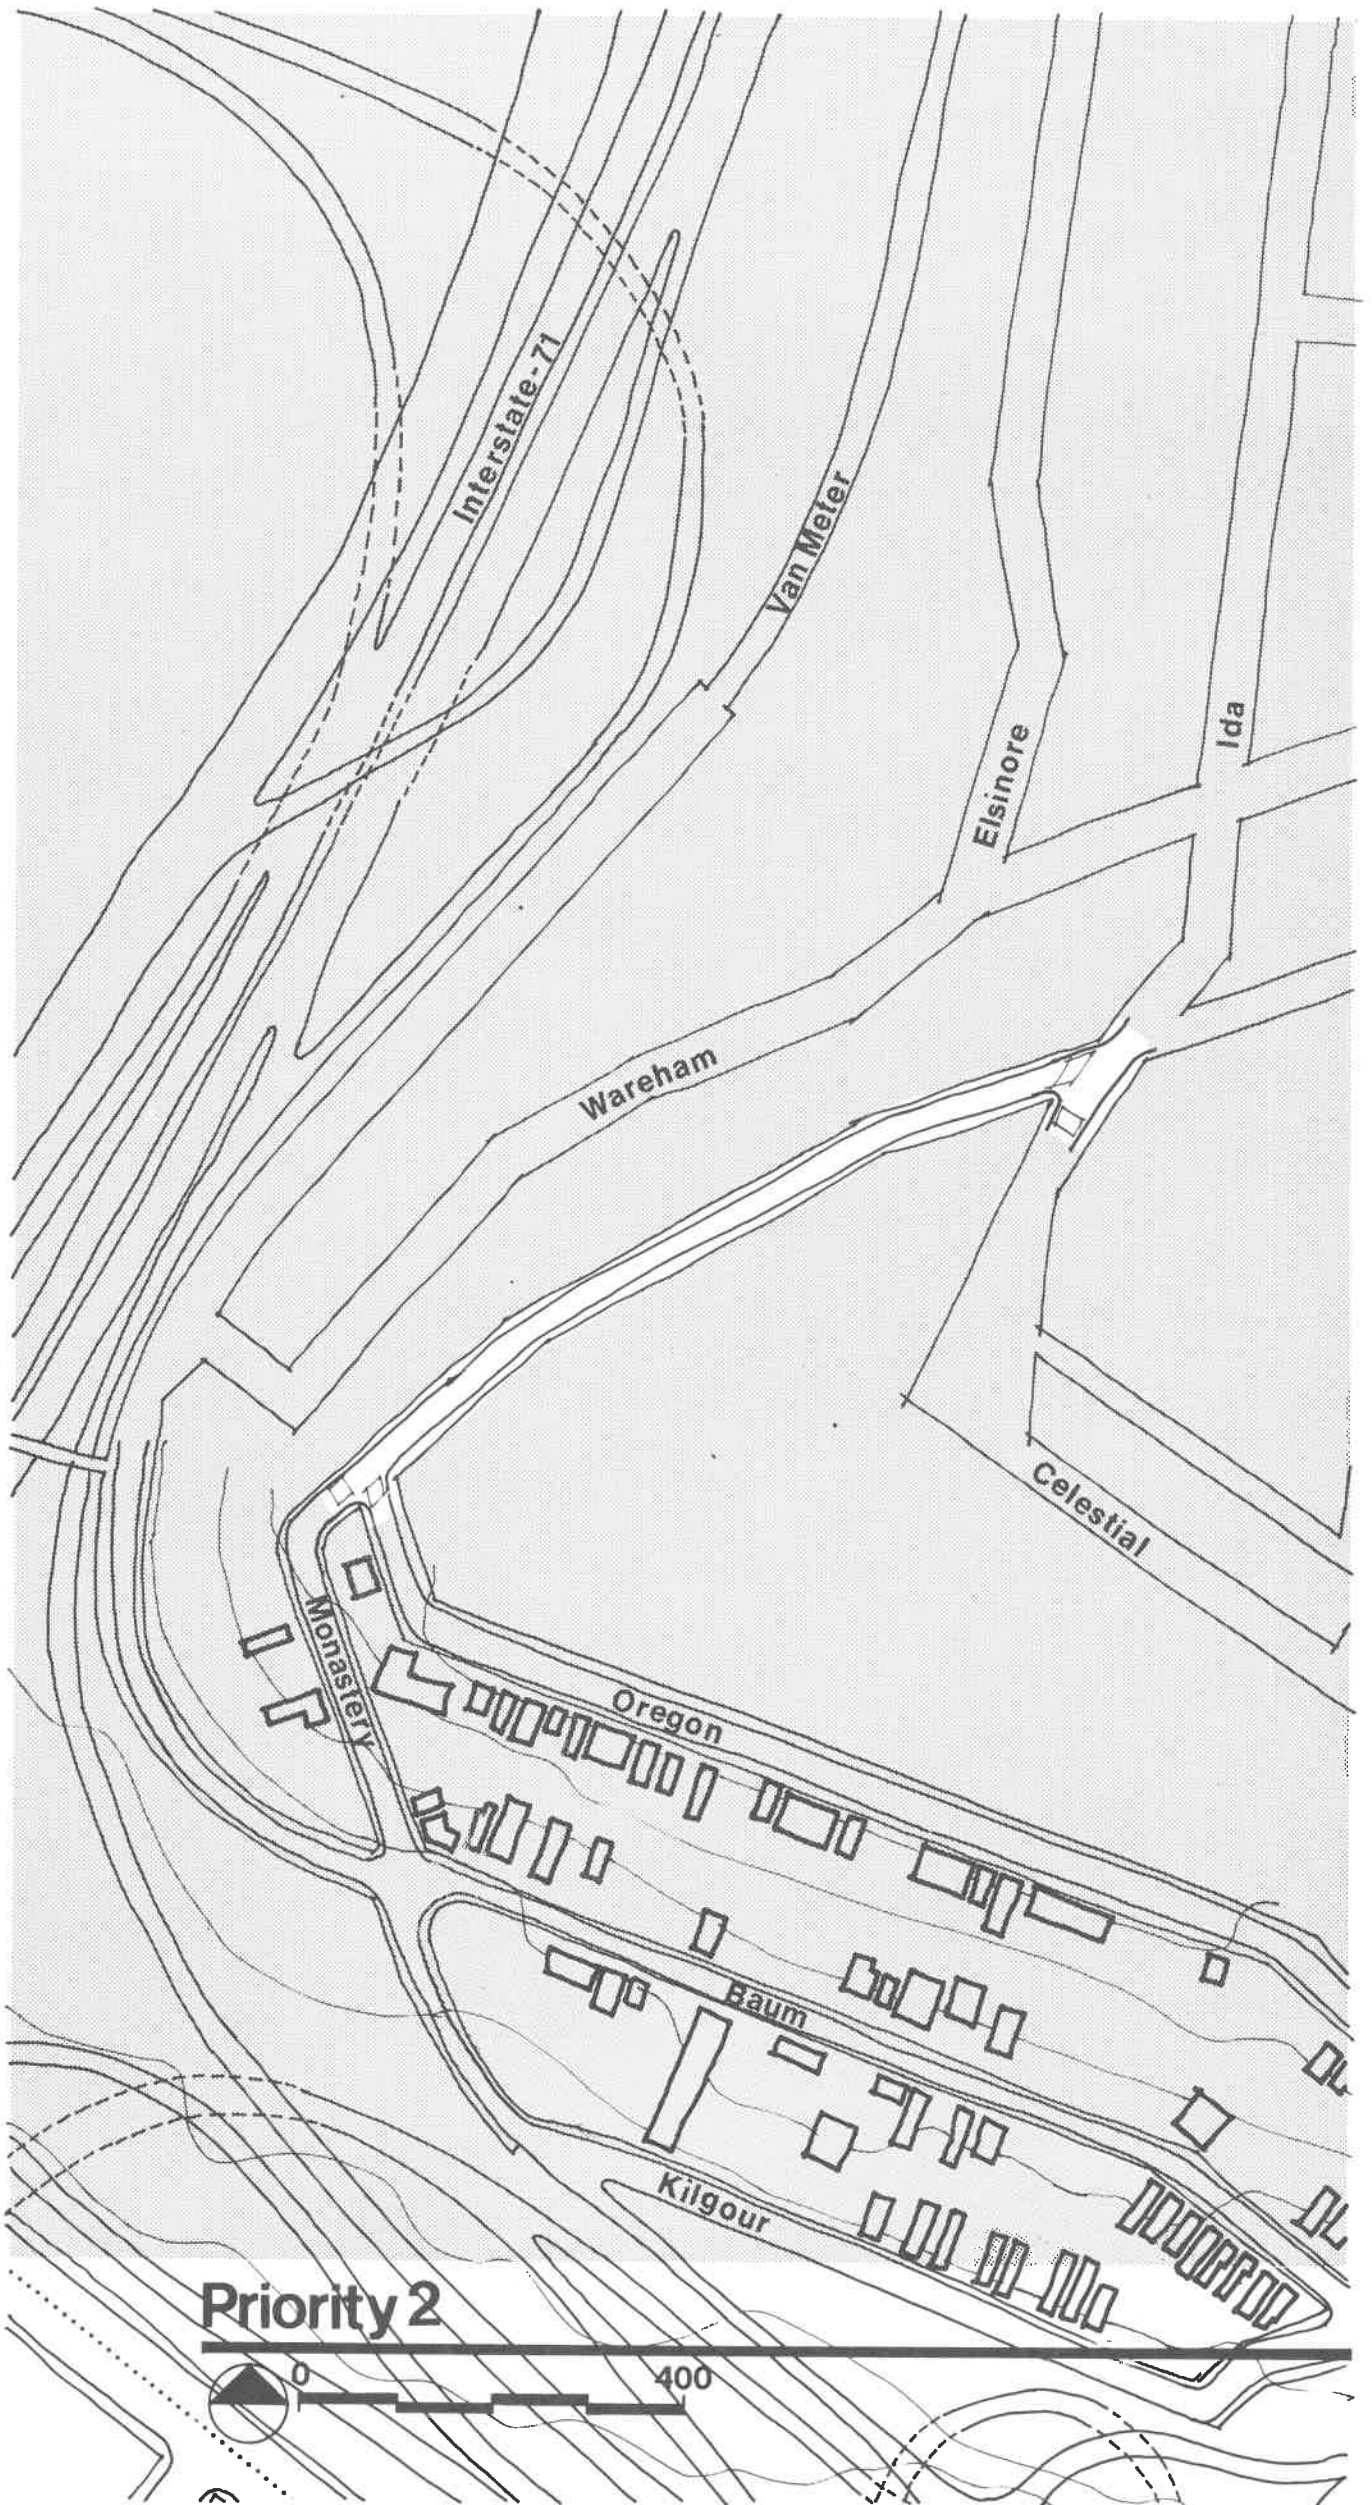 Interstate-71
Van Meter
Elsinore
Ida
Wareham
Celestial
Monastery
Oregon
Baum
Kilgour
Priority 2
0 400